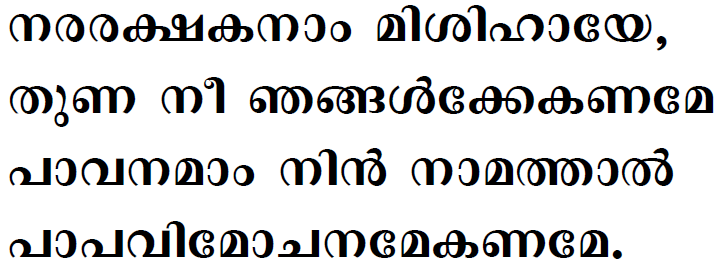 നരരക്ഷകനാം മിശിഹായേ,
തുണ നീ ഞങ്ങൾക്കേകണമേ
പാവനമാം നിൻ നാമത്താൽ
പാപവിമോചനമേകണമേ.